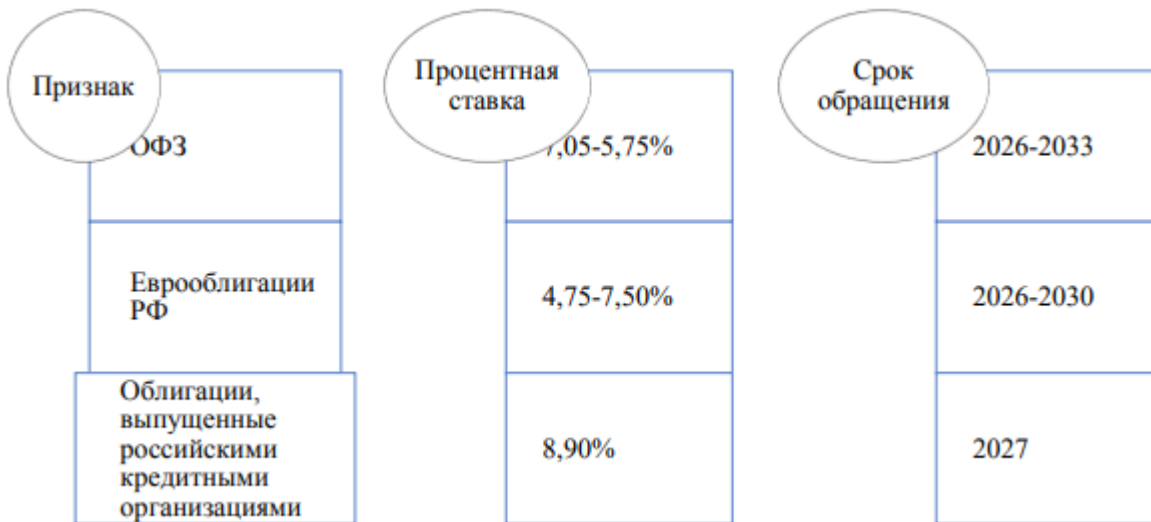 Признак
Процентная
ставка
Срок
обращения
ОФЗ
7,05-5,75%
2026-2033
Еврооблигации
РФ
4,75-7,50%
2026-2030
Облигации,
выпущенные
российскими
кредитными
организациями
8,90%
2027